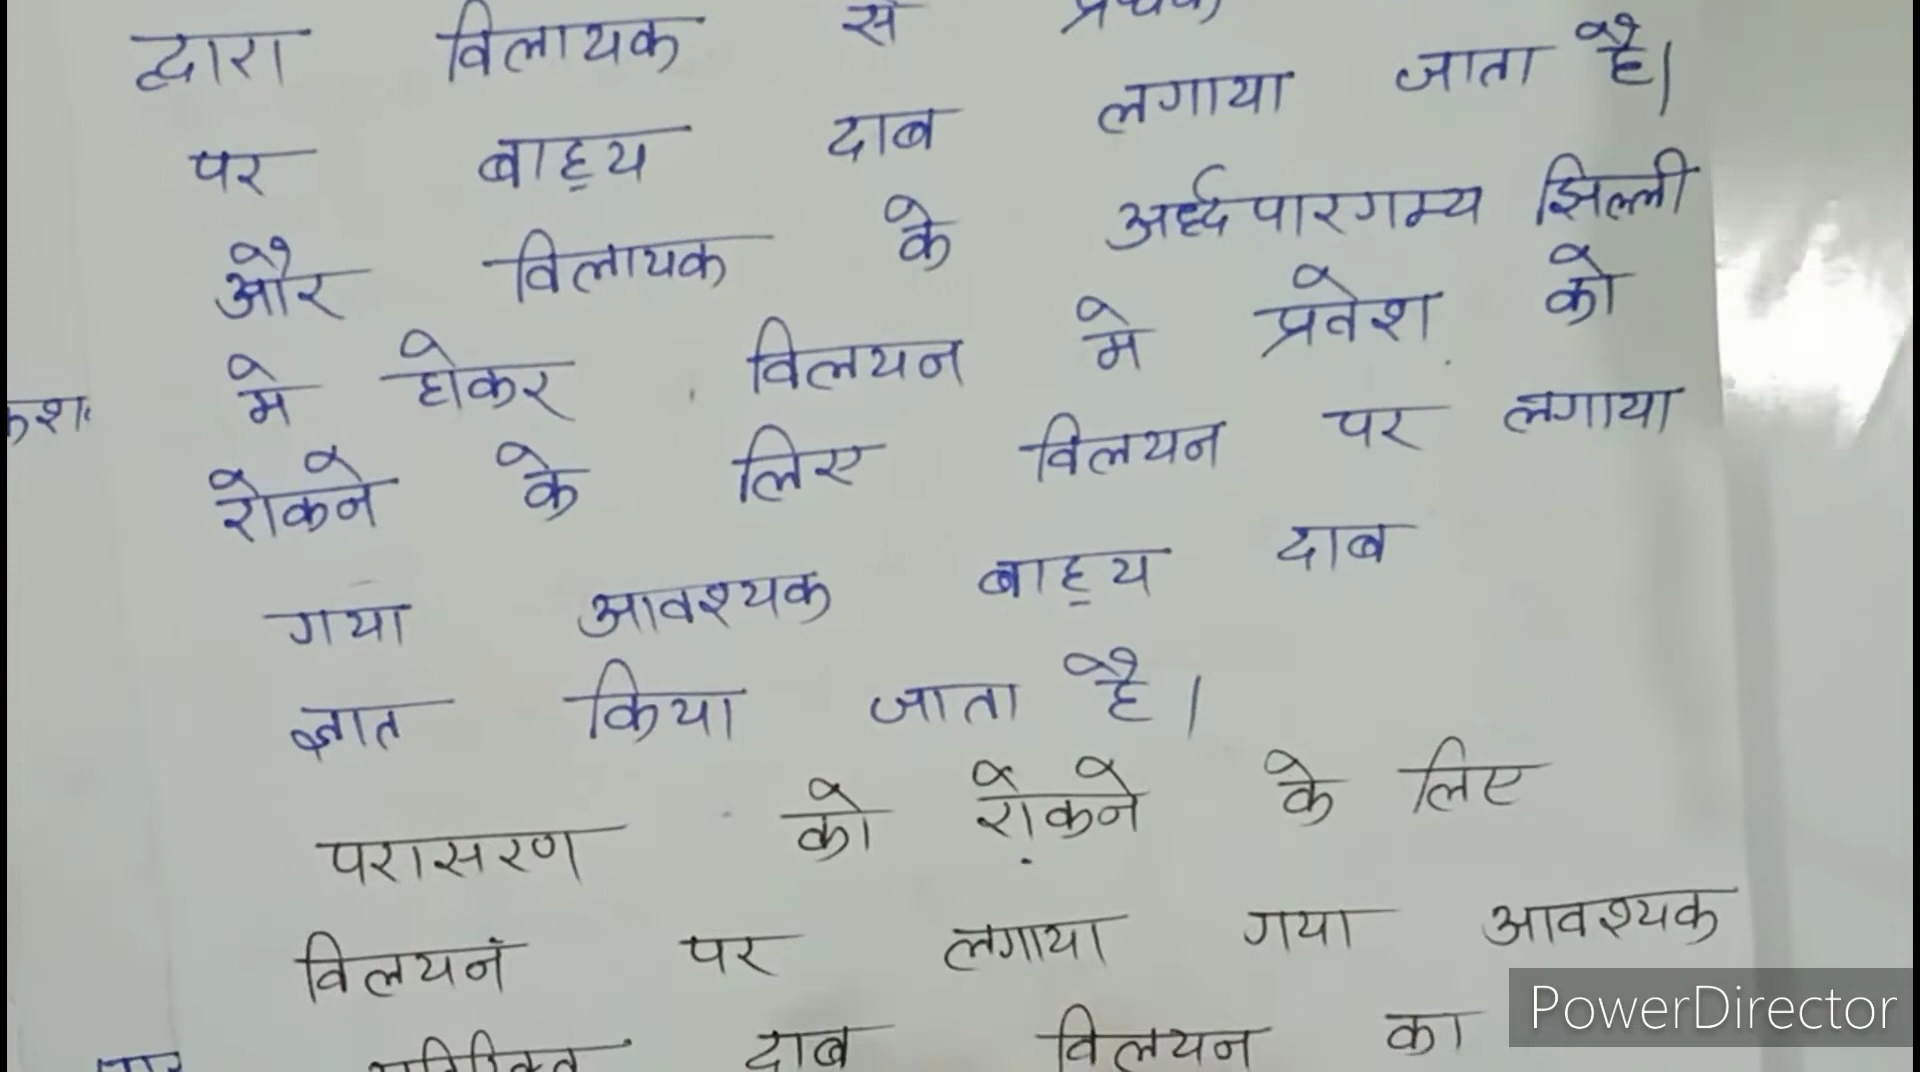 द्वारा विलायक से
पर बाह्य दाब लगाया जाता है।
और विलायक के अर्द्धपारगम्य झिल्ली
मे होकर विलयन मे प्रवेश को
रोकने के लिए विलयन पर लगाया
गया आवश्यक बाह्य दाब
ज्ञात किया जाता है।
परासरण को रोकने के लिए
विलयन पर लगाया गया आवश्यक
दाब विलयन का
PowerDirector